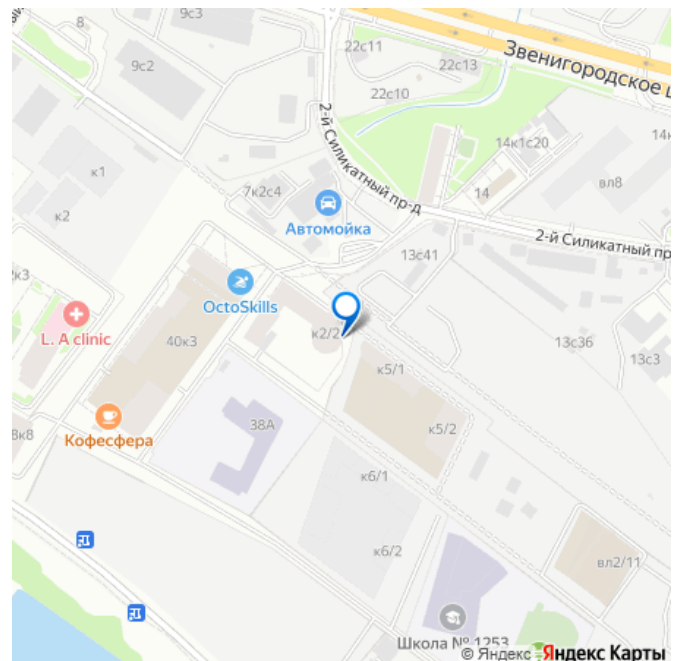 8
9с3
9с2
22с11
22с13
22с10
Звенигородское
2-й Силикатный пр-д
14к1с20
14к
14
вл8
к1
к2
7к2с4
Автомойка
2-й Силикатный пр
13с41
2к3
OctoSkills
L. A clinic
40к3
к2/2
13с36
13с3
к5/1
8к8
Кофесфера
38А
к5/2
к6/1
к6/2
вл2/11
Школа № 1253
© Яндекс Яндекс Карты